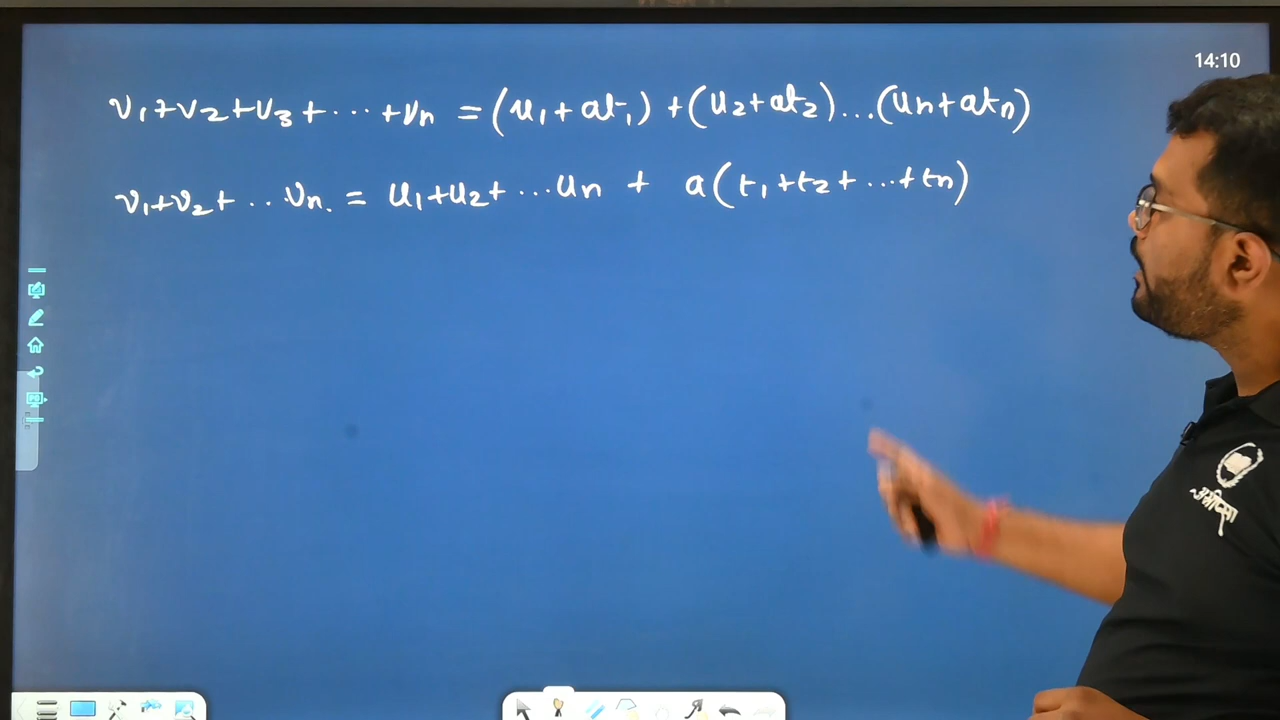 14:10
v₁+v₂+v₃+...+vn = (u₁+at₁)+(u₂+at₂)...(un+atn)
v₁+v₂+...vn. = u₁+u₂+...un + a(t₁+t₂+...+tn)